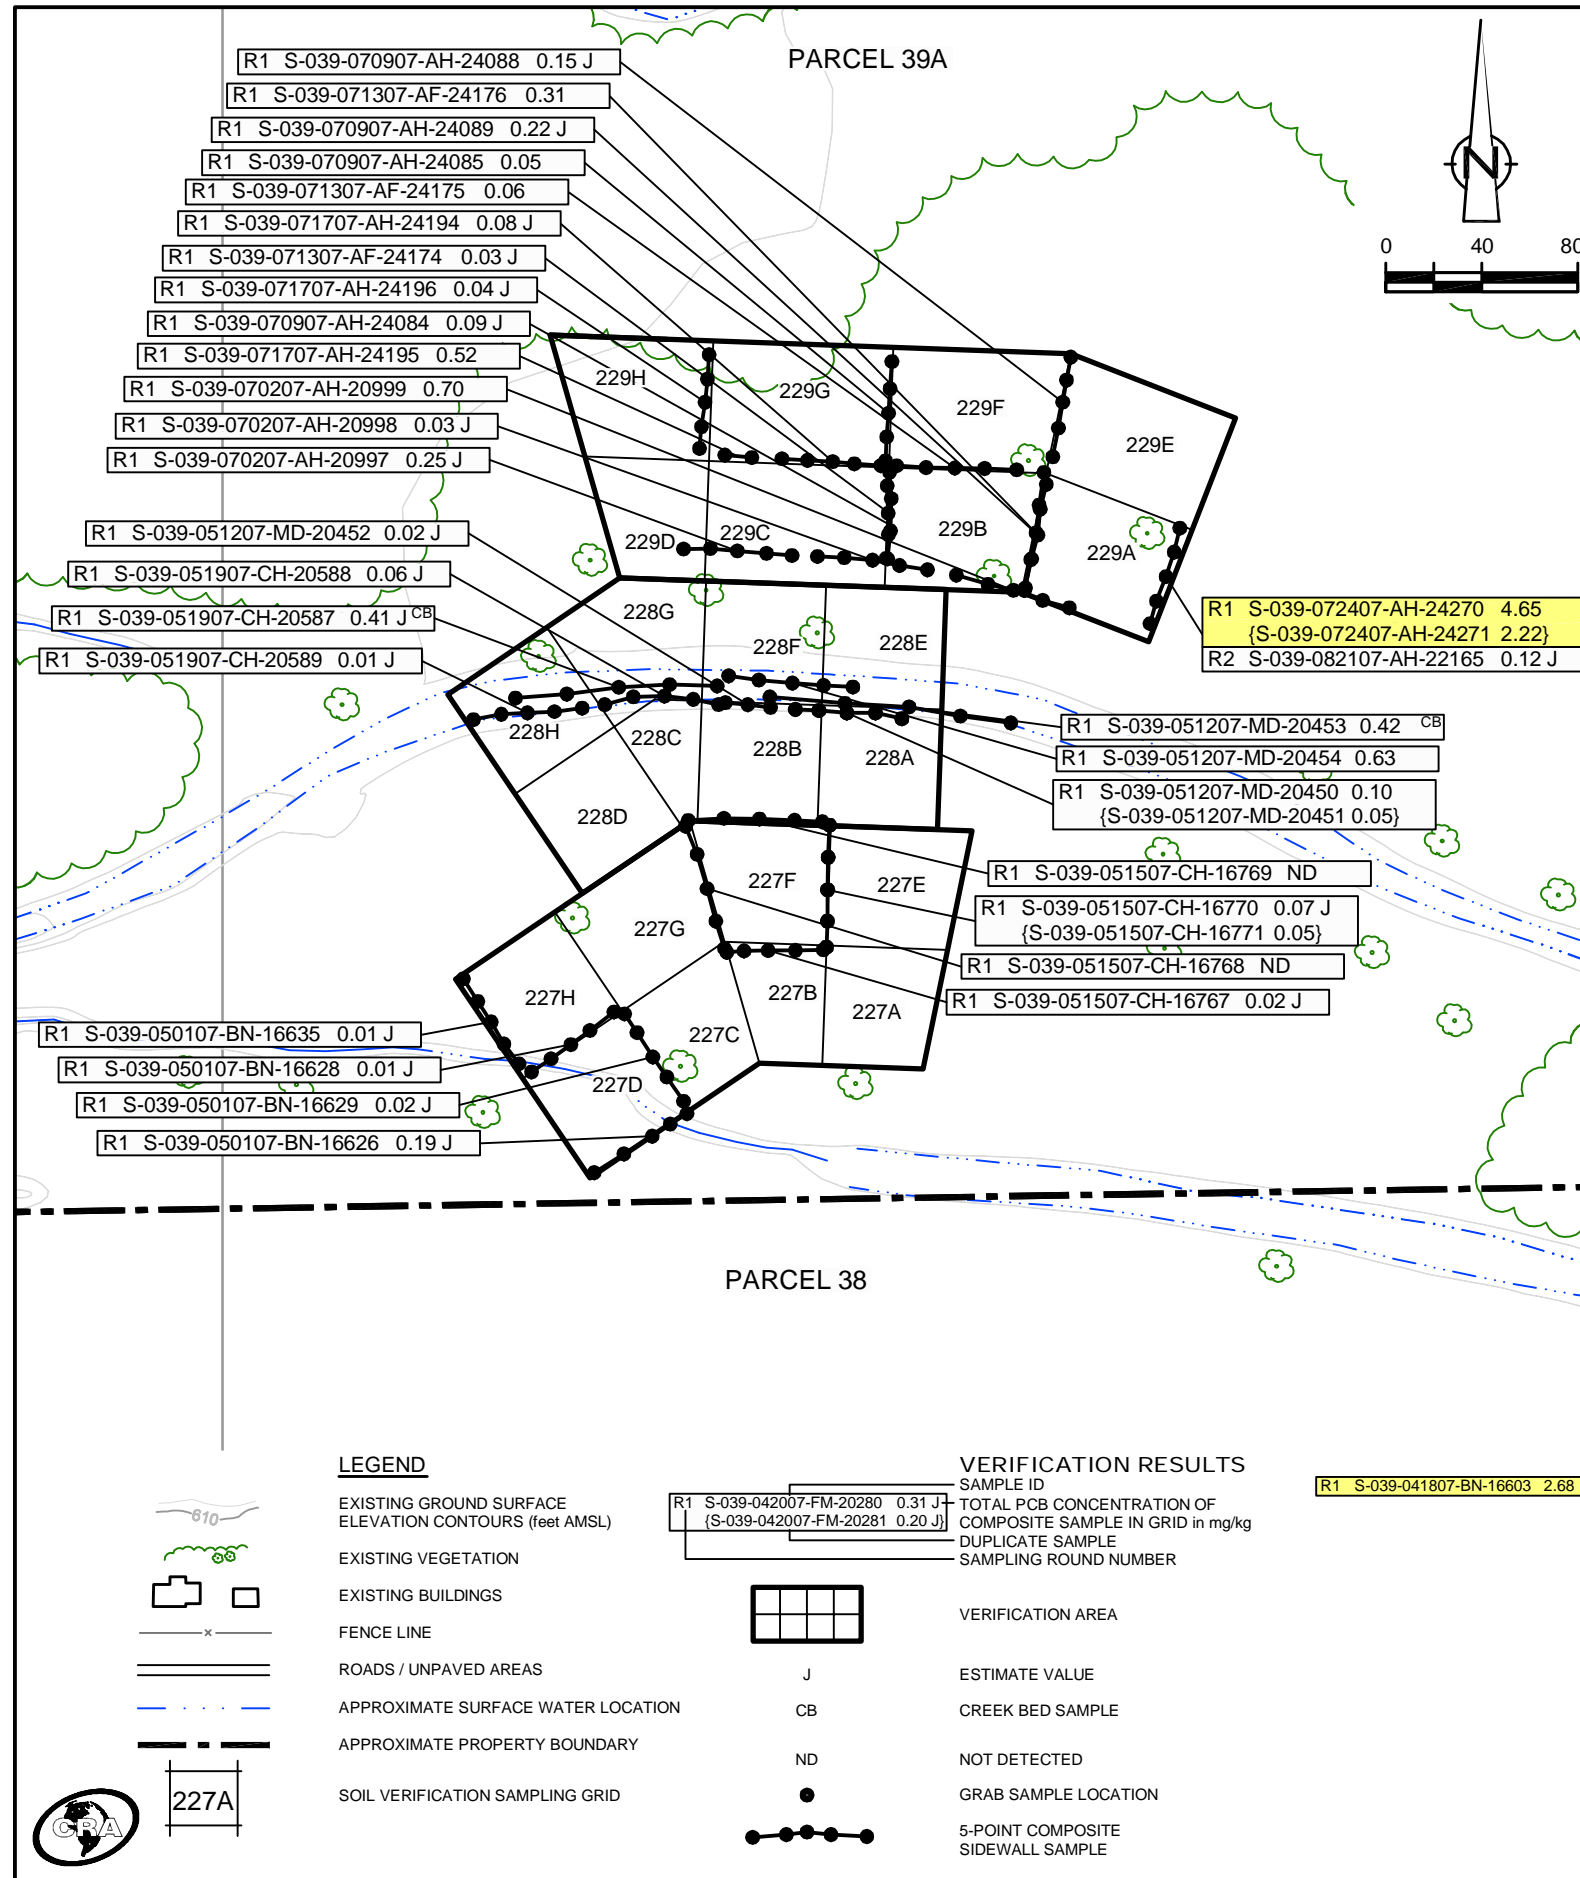 PARCEL 39A
R1 S-039-070907-AH-24088 0.15 J
R1 S-039-071307-AF-24176 0.31
R1 S-039-070907-AH-24089 0.22 J
R1 S-039-070907-AH-24085 0.05
R1 S-039-071307-AF-24175 0.06
R1 S-039-071707-AH-24194 0.08 J
R1 S-039-071307-AF-24174 0.03 J
R1 S-039-071707-AH-24196 0.04 J
R1 S-039-070907-AH-24084 0.09 J
R1 S-039-071707-AH-24195 0.52
R1 S-039-070207-AH-20999 0.70
R1 S-039-070207-AH-20998 0.03 J
R1 S-039-070207-AH-20997 0.25 J
R1 S-039-051207-MD-20452 0.02 J
R1 S-039-051907-CH-20588 0.06 J
R1 S-039-051907-CH-20587 0.41 J CB
R1 S-039-051907-CH-20589 0.01 J
N
0 40 80
229H
229G
229F
229E
229D
229C
229B
229A
R1 S-039-072407-AH-24270 4.65
{S-039-072407-AH-24271 2.22}
R2 S-039-082107-AH-22165 0.12 J
228G
228F
228E
228H
228C
228B
228A
228D
R1 S-039-051207-MD-20453 0.42 CB
R1 S-039-051207-MD-20454 0.63
R1 S-039-051207-MD-20450 0.10
{S-039-051207-MD-20451 0.05}
227F
227E
227G
227H
227B
227A
227C
227D
R1 S-039-051507-CH-16769 ND
R1 S-039-051507-CH-16770 0.07 J
{S-039-051507-CH-16771 0.05}
R1 S-039-051507-CH-16768 ND
R1 S-039-051507-CH-16767 0.02 J
R1 S-039-050107-BN-16635 0.01 J
R1 S-039-050107-BN-16628 0.01 J
R1 S-039-050107-BN-16629 0.02 J
R1 S-039-050107-BN-16626 0.19 J
PARCEL 38
LEGEND
610
EXISTING GROUND SURFACE
ELEVATION CONTOURS (feet AMSL)
EXISTING VEGETATION
EXISTING BUILDINGS
x
FENCE LINE
ROADS / UNPAVED AREAS
APPROXIMATE SURFACE WATER LOCATION
APPROXIMATE PROPERTY BOUNDARY
227A
SOIL VERIFICATION SAMPLING GRID
CRA
VERIFICATION RESULTS
R1 S-039-042007-FM-20280 0.31 J
{S-039-042007-FM-20281 0.20 J}
SAMPLE ID
TOTAL PCB CONCENTRATION OF
COMPOSITE SAMPLE IN GRID in mg/kg
DUPLICATE SAMPLE
SAMPLING ROUND NUMBER
R1 S-039-041807-BN-16603 2.68
VERIFICATION AREA
J ESTIMATE VALUE
CB CREEK BED SAMPLE
ND NOT DETECTED
GRAB SAMPLE LOCATION
5-POINT COMPOSITE
SIDEWALL SAMPLE